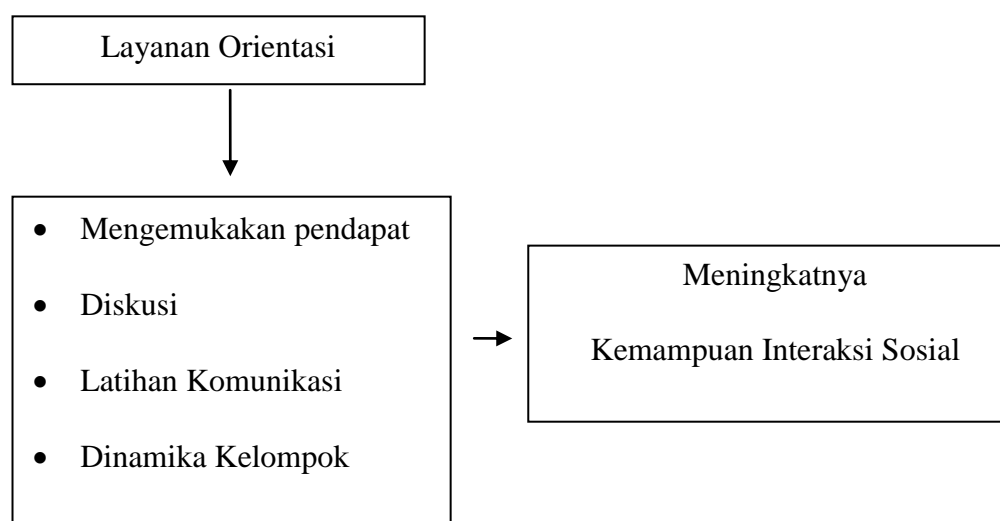 Layanan Orientasi
• Mengemukakan pendapat
• Diskusi
• Latihan Komunikasi
• Dinamika Kelompok
Meningkatnya
Kemampuan Interaksi Sosial